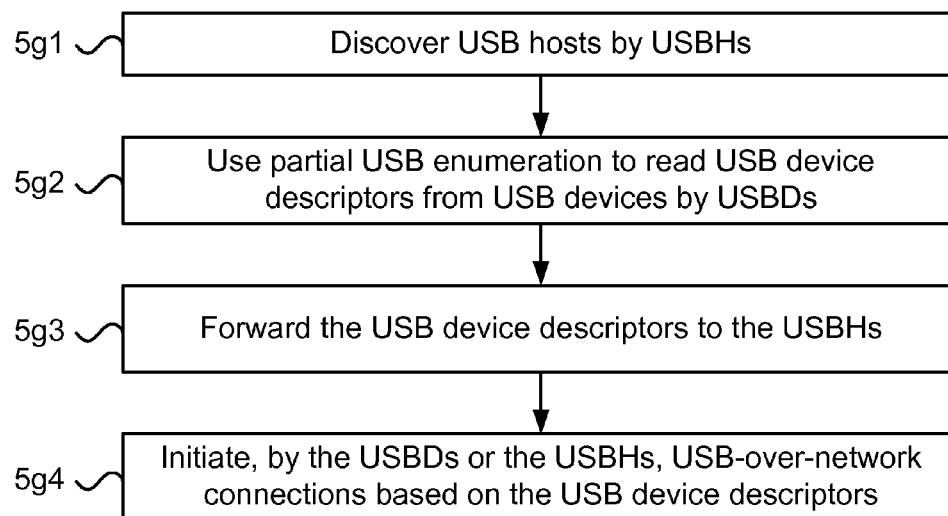 5g1
Discover USB hosts by USBHs
5g2
Use partial USB enumeration to read USB device
descriptors from USB devices by USBDs
5g3
Forward the USB device descriptors to the USBHs
5g4
Initiate, by the USBDs or the USBHs, USB-over-network
connections based on the USB device descriptors